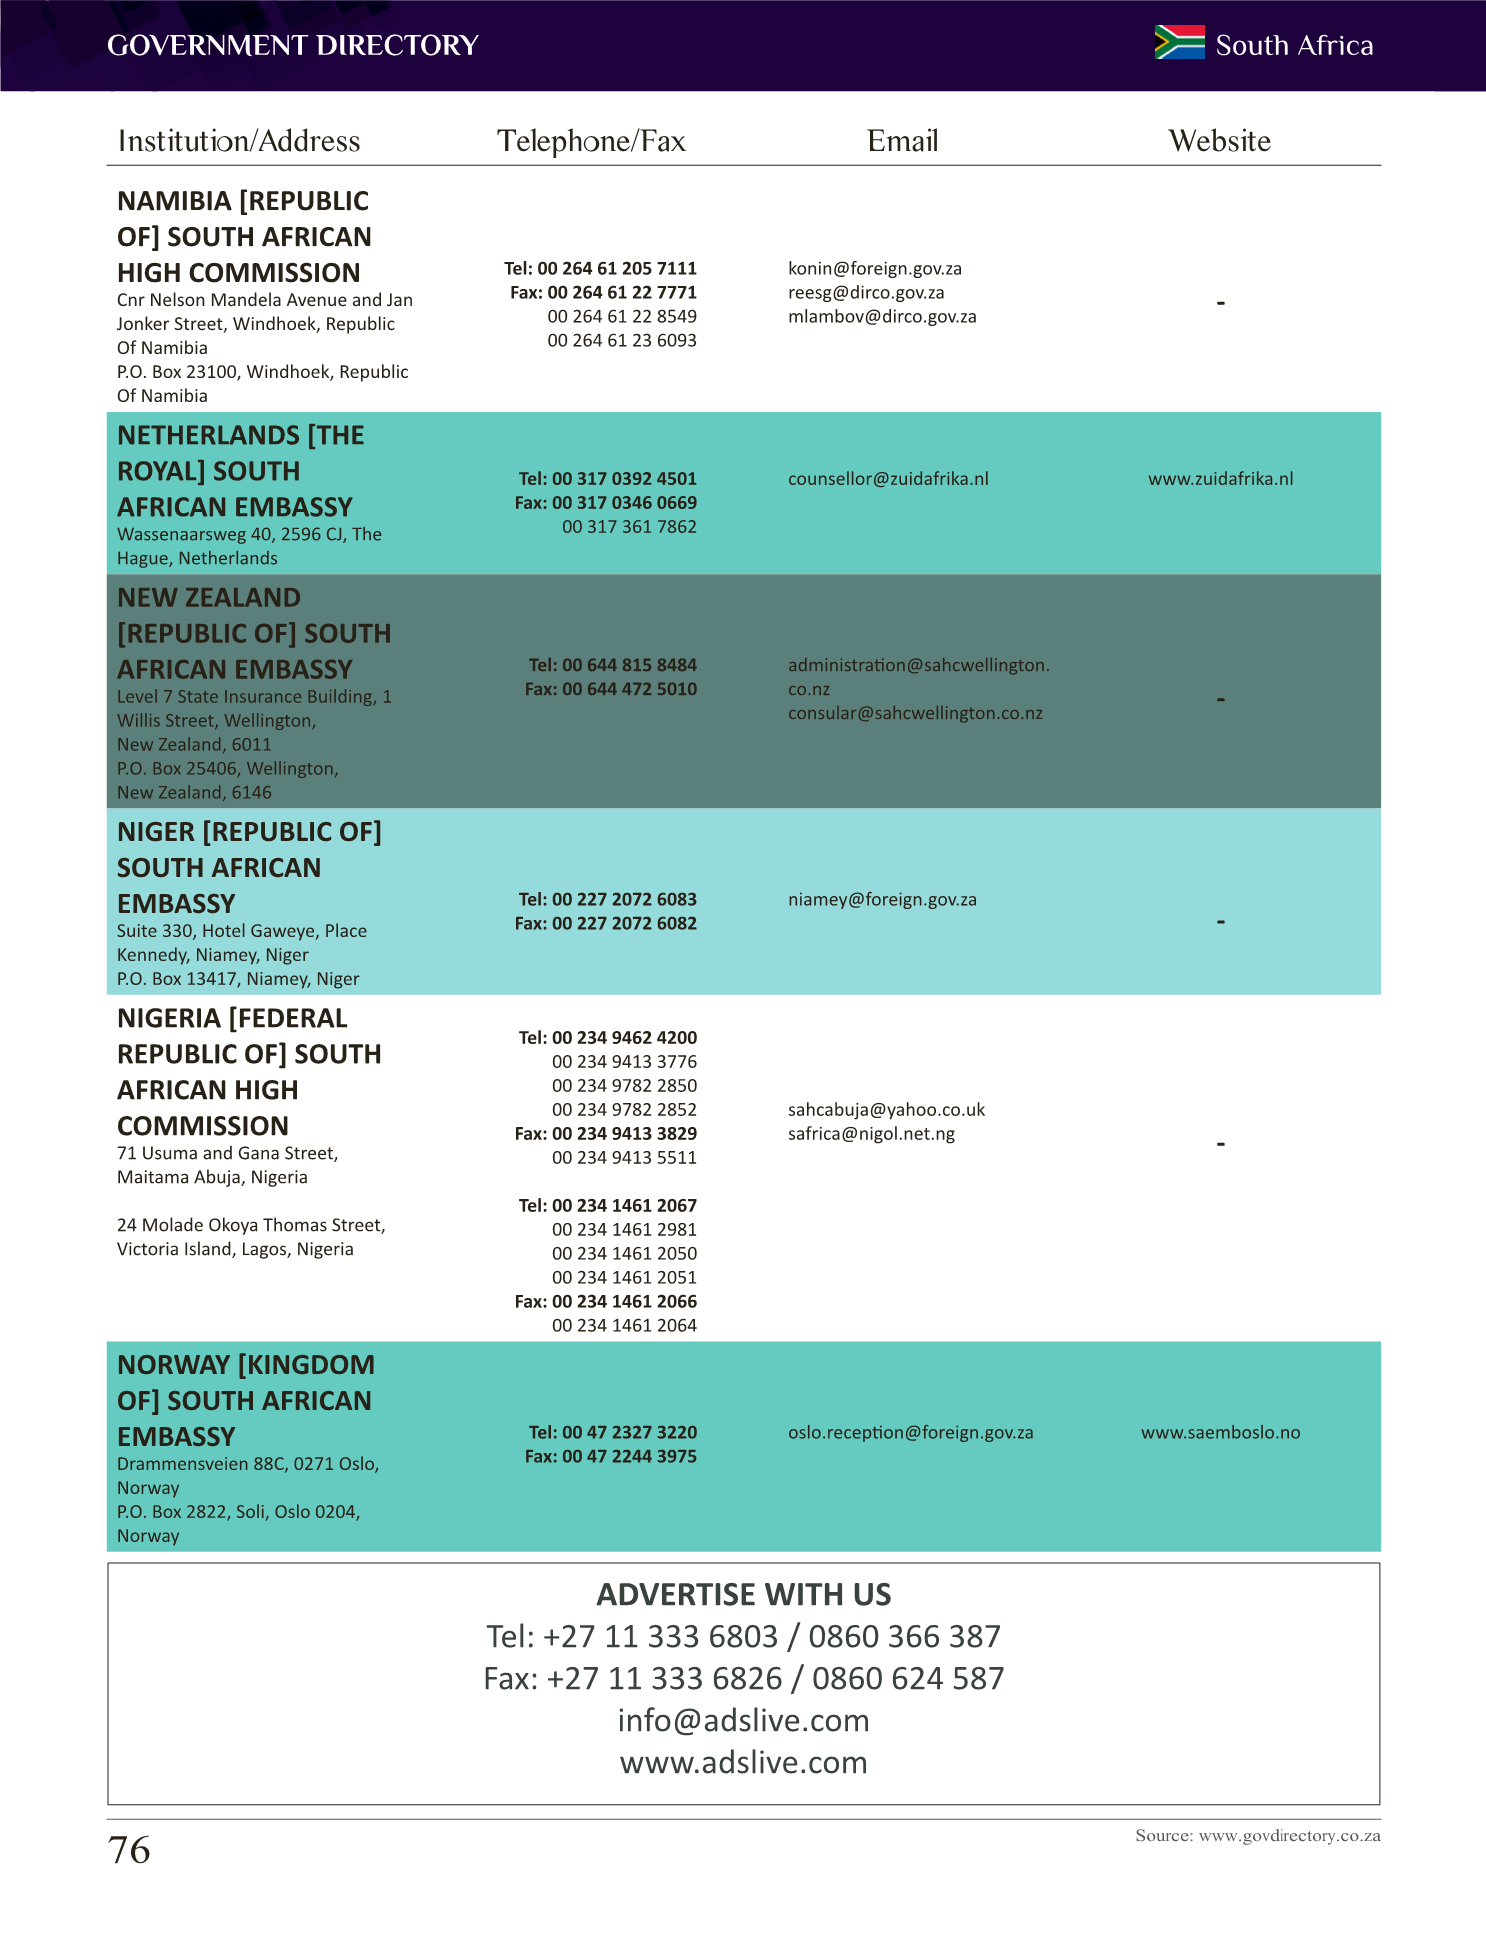 GOVERNMENT DIRECTORY
South Africa
Institution/Address
Telephone/Fax
Email
Website
NAMIBIA [REPUBLIC
OF] SOUTH AFRICAN
HIGH COMMISSION
Cnr Nelson Mandela Avenue and Jan
Jonker Street, Windhoek, Republic
Of Namibia
P.O. Box 23100, Windhoek, Republic
Of Namibia
Tel: 00 264 61 205 7111
Fax: 00 264 61 22 7771
00 264 61 22 8549
00 264 61 23 6093
konin@foreign.gov.za
reesg@dirco.gov.za
mlambov@dirco.gov.za
-
NETHERLANDS [THE
ROYAL] SOUTH
AFRICAN EMBASSY
Wassenaarsweg 40, 2596 CJ, The
Hague, Netherlands
Tel: 00 317 0392 4501
Fax: 00 317 0346 0669
00 317 361 7862
counsellor@zuidafrika.nl
www.zuidafrika.nl
NEW ZEALAND
[REPUBLIC OF] SOUTH
AFRICAN EMBASSY
Level 7 State Insurance Building, 1
Willis Street, Wellington,
New Zealand, 6011
P.O. Box 25406, Wellington,
New Zealand, 6146
Tel: 00 644 815 8484
Fax: 00 644 472 5010
administration@sahcwellington.
co.nz
consular@sahcwellington.co.nz
-
NIGER [REPUBLIC OF]
SOUTH AFRICAN
EMBASSY
Suite 330, Hotel Gaweye, Place
Kennedy, Niamey, Niger
P.O. Box 13417, Niamey, Niger
Tel: 00 227 2072 6083
Fax: 00 227 2072 6082
niamey@foreign.gov.za
-
NIGERIA [FEDERAL
REPUBLIC OF] SOUTH
AFRICAN HIGH
COMMISSION
71 Usuma and Gana Street,
Maitama Abuja, Nigeria
24 Molade Okoya Thomas Street,
Victoria Island, Lagos, Nigeria
Tel: 00 234 9462 4200
00 234 9413 3776
00 234 9782 2850
00 234 9782 2852
Fax: 00 234 9413 3829
00 234 9413 5511
Tel: 00 234 1461 2067
00 234 1461 2981
00 234 1461 2050
00 234 1461 2051
Fax: 00 234 1461 2066
00 234 1461 2064
sahcabuja@yahoo.co.uk
safrica@nigol.net.ng
-
NORWAY [KINGDOM
OF] SOUTH AFRICAN
EMBASSY
Drammensveien 88C, 0271 Oslo,
Norway
P.O. Box 2822, Soli, Oslo 0204,
Norway
Tel: 00 47 2327 3220
Fax: 00 47 2244 3975
oslo.reception@foreign.gov.za
www.saemboslo.no
ADVERTISE WITH US
Tel: +27 11 333 6803 / 0860 366 387
Fax: +27 11 333 6826 / 0860 624 587
info@adslive.com
www.adslive.com
76
Source: www.govdirectory.co.za